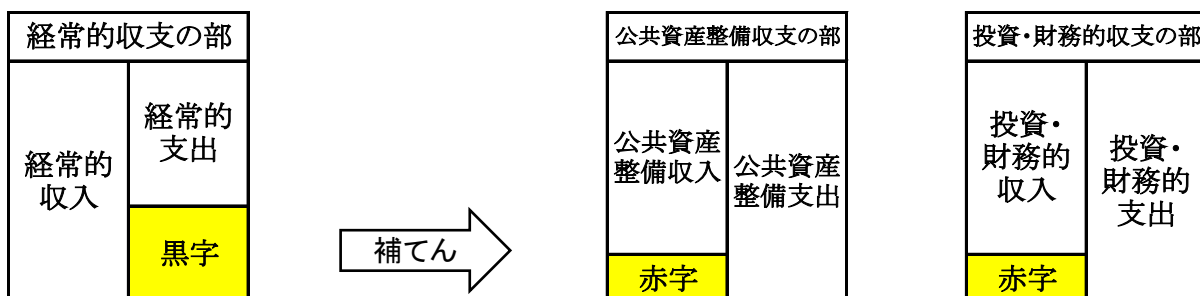 経常的収支の部
経常的
収入
経常的
支出
黒字
補てん
公共資産整備収支の部
公共資産
整備収入
赤字
公共資産
整備支出
投資・財務的収支の部
投資・
財務的
収入
赤字
投資・
財務的
支出